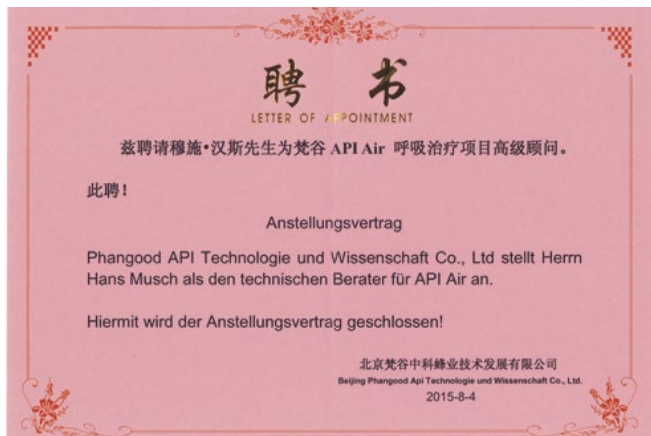 聘 书
LETTER OF APPOINTMENT
兹聘请穆施•汉斯先生为梵谷 API Air 呼吸治疗项目高级顾问。
此聘！
Anstellungsvertrag
Phangood API Technologie und Wissenschaft Co., Ltd stellt Herrn
Hans Musch als den technischen Berater für API Air an.
Hiermit wird der Anstellungsvertrag geschlossen!
北京梵谷中科蜂业技术发展有限公司
Beijing Phangood Api Technologie und Wissenschaft Co., Ltd.
2015-8-4